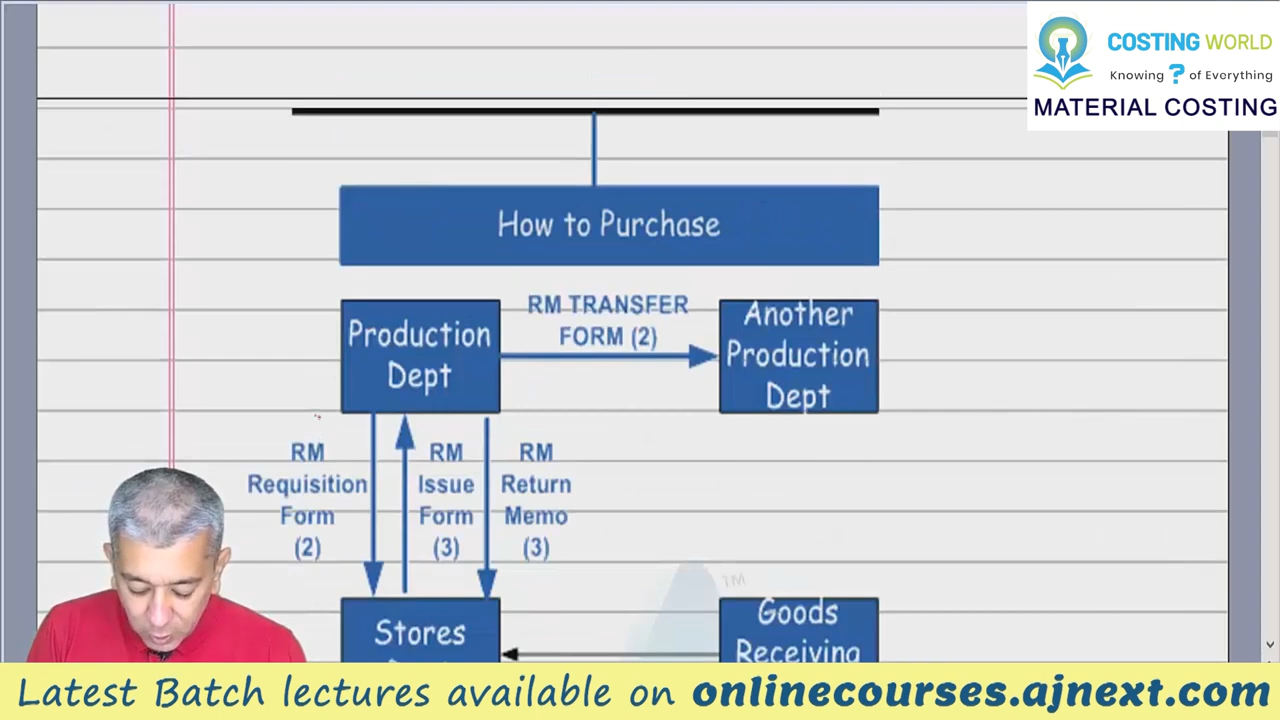 COSTING WORLD
Knowing ? of Everything
MATERIAL COSTING
How to Purchase
RM TRANSFER
FORM (2)
Production
Dept
Another
Production
Dept
RM
Requisition
Form
(2)
RM
Issue
Form
(3)
RM
Return
Memo
(3)
TM
Stores
Goods
Receiving
Latest Batch lectures available on onlinecourses.ajnext.com